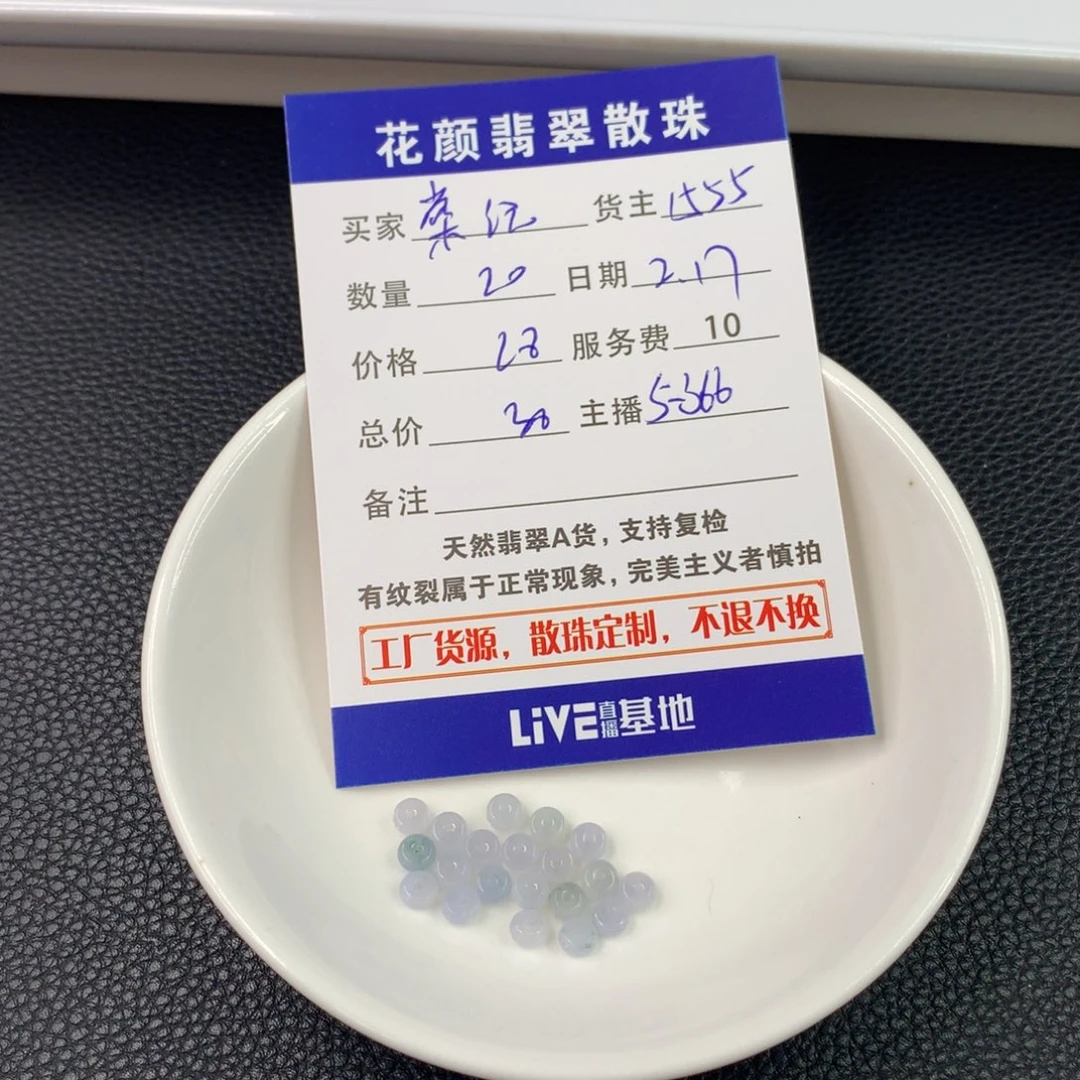 花颜翡翠散珠
买家 货主 1555
数量 20 日期 2.17
价格 28 服务费 10
总价 主播 5-366
备注
天然翡翠A货，支持复检
有纹裂属于正常现象，完美主义者慎拍
工厂货源，散珠定制，不退不换
LiVE直播基地